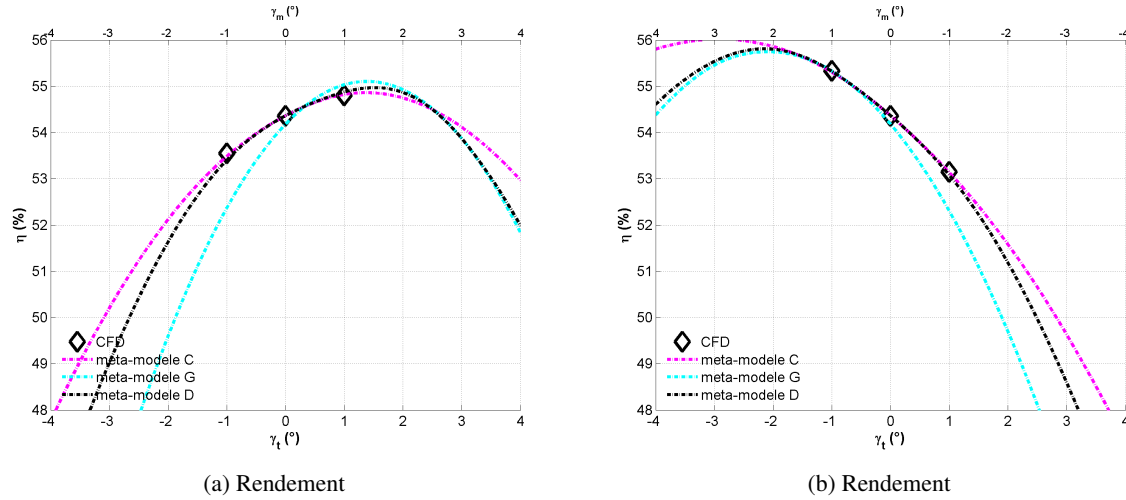 γm (°)
-4 -3 -2 -1 0 1 2 3 4
56
55
54
53
52
51
50
49
48
η (%)
CFD
meta-modele C
meta-modele G
meta-modele D
-4 -3 -2 -1 0 1 2 3 4
γt (°)
(a) Rendement
γm (°)
4 3 2 1 0 -1 -2 -3 -4
56
55
54
53
52
51
50
49
48
η (%)
CFD
meta-modele C
meta-modele G
meta-modele D
-4 -3 -2 -1 0 1 2 3 4
γt (°)
(b) Rendement